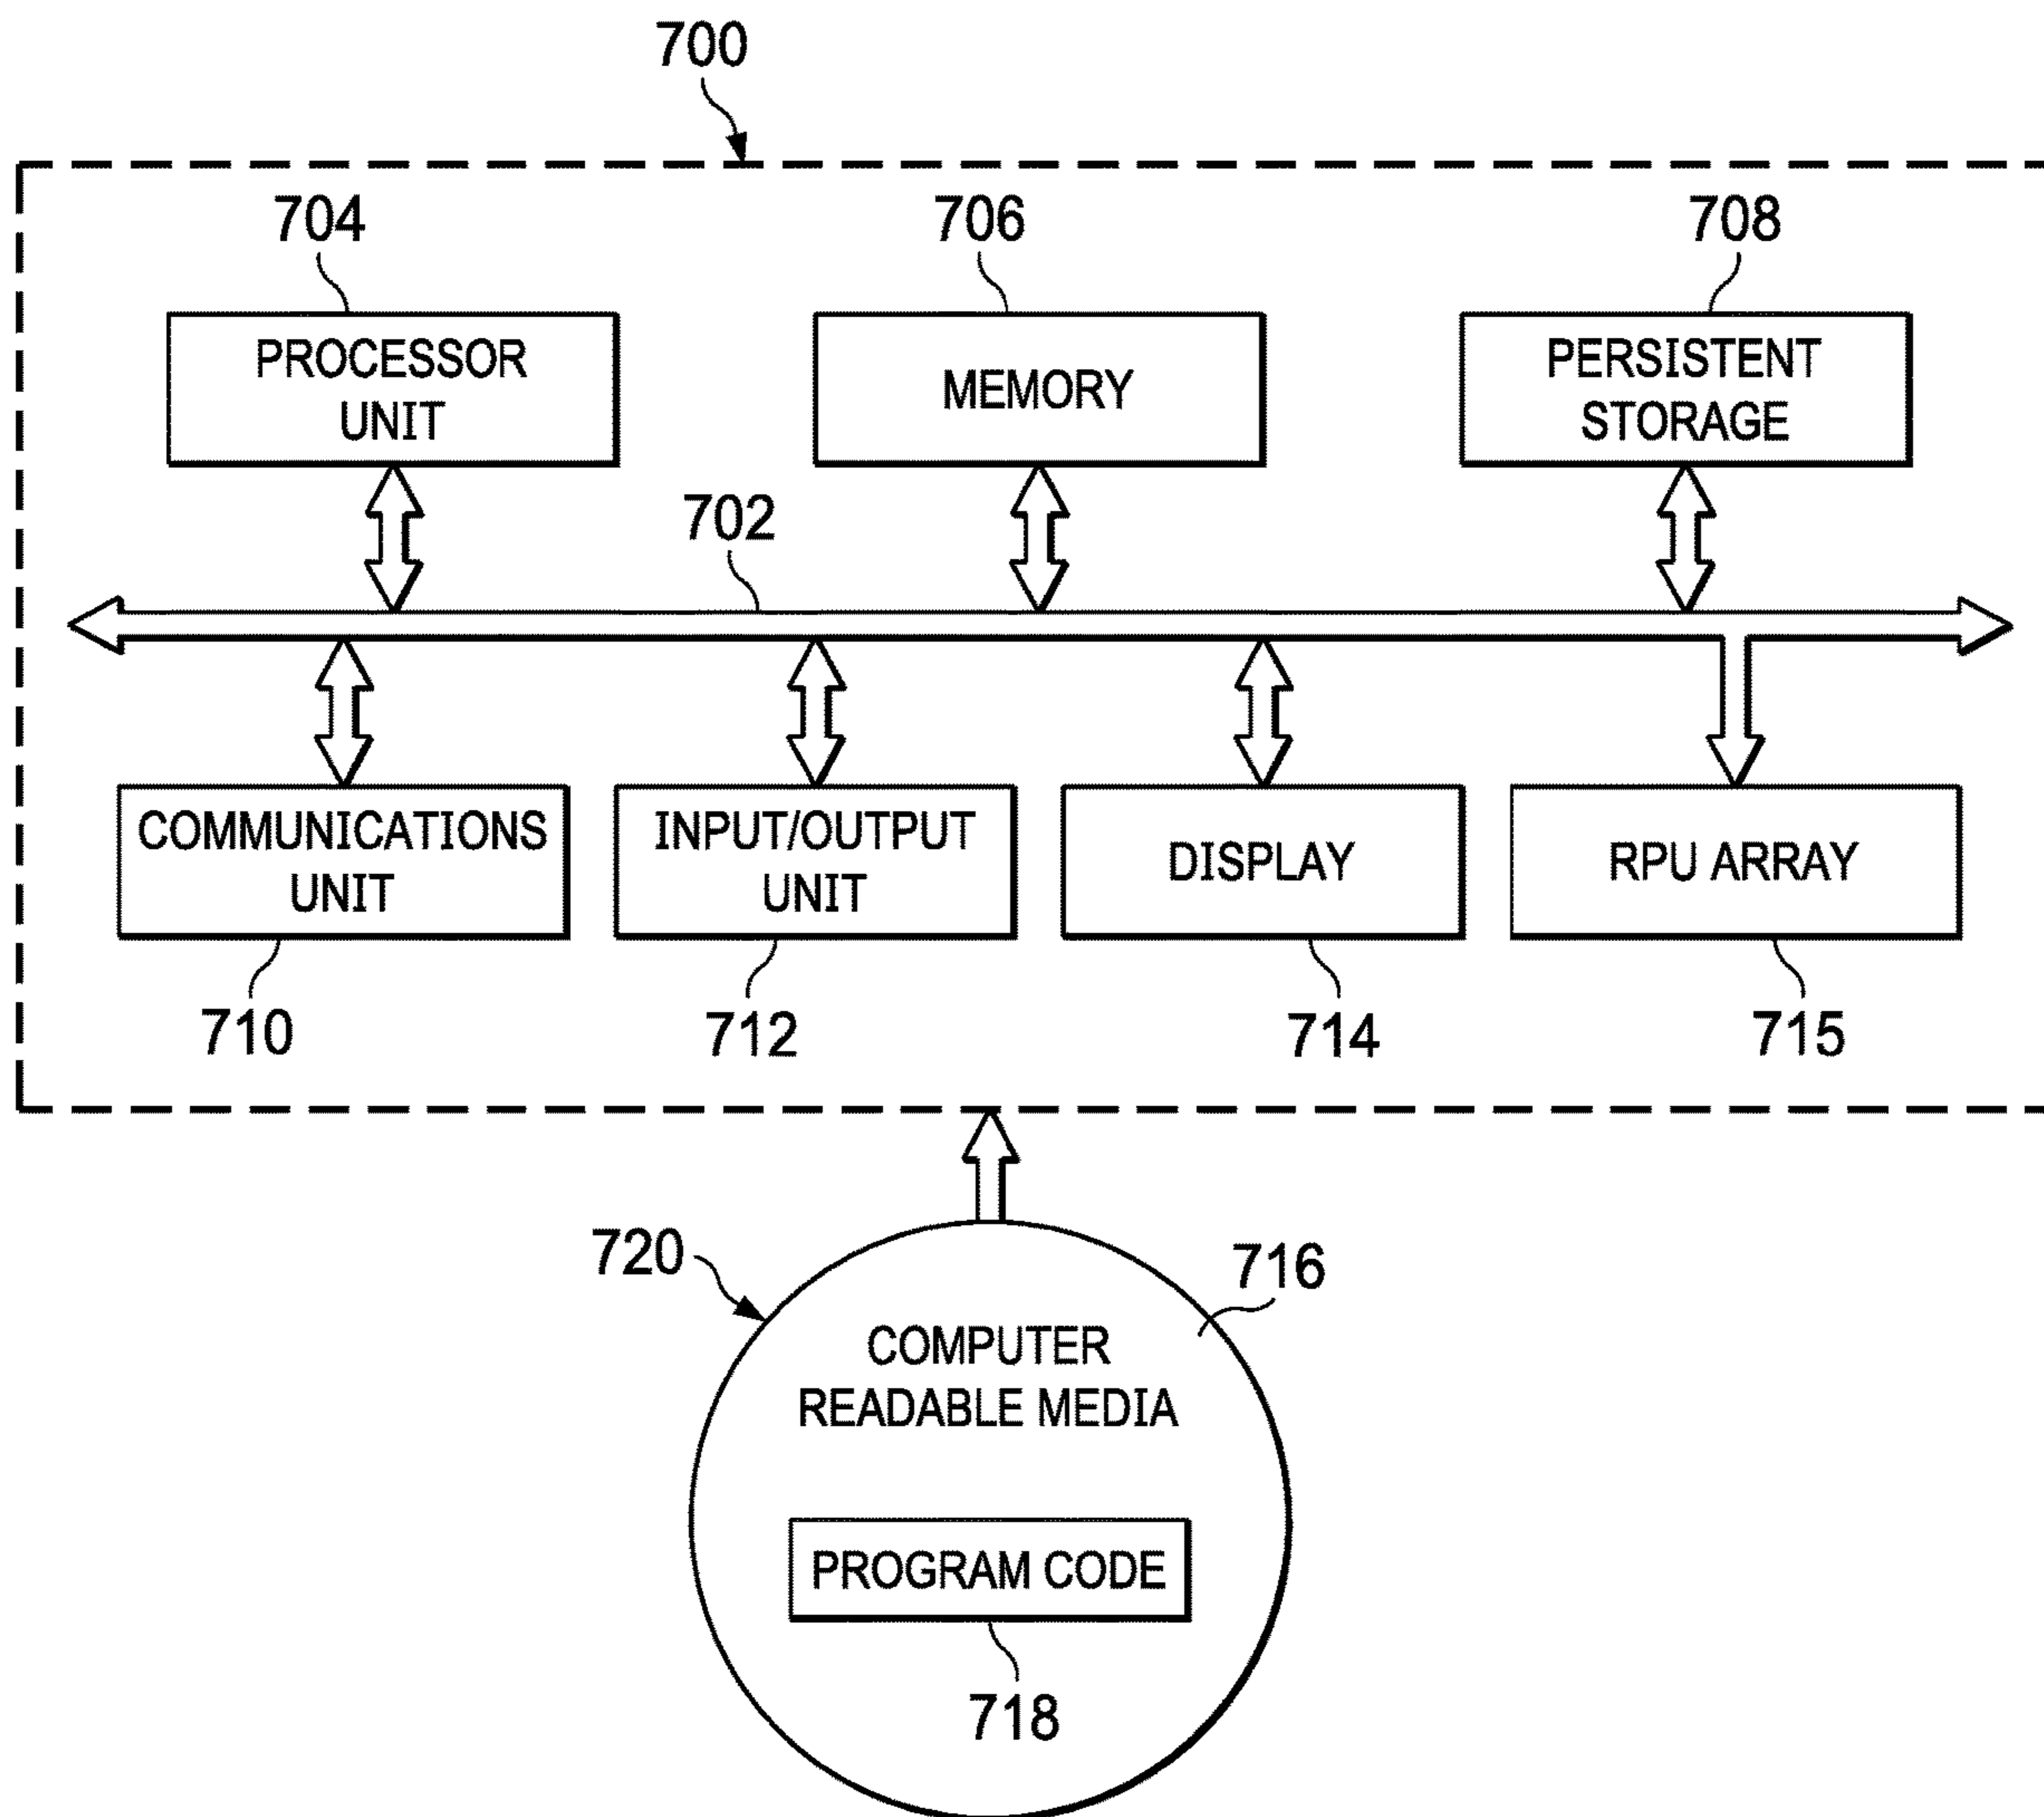 700
704
706
708
PROCESSOR
UNIT
MEMORY
PERSISTENT
STORAGE
702
COMMUNICATIONS
UNIT
INPUT/OUTPUT
UNIT
DISPLAY
RPU ARRAY
710
712
714
715
720
716
COMPUTER
READABLE MEDIA
PROGRAM CODE
718